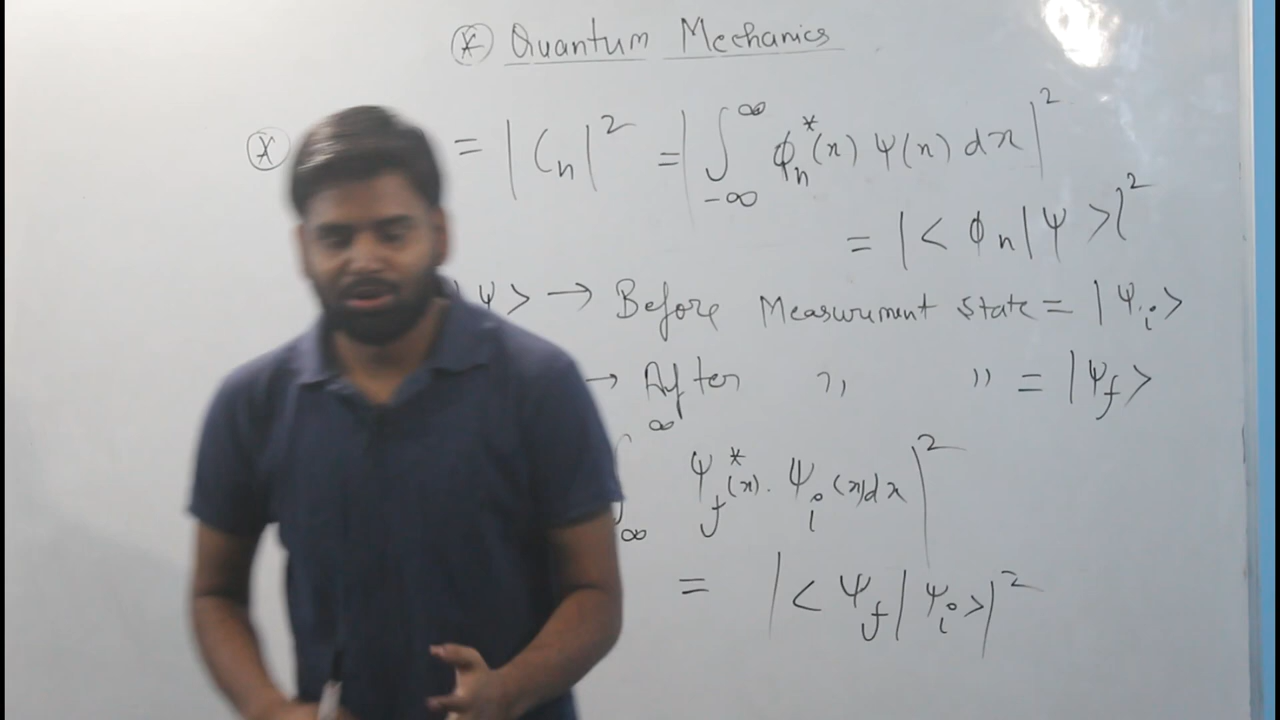 * Quantum Mechanics
* = |Cn|² = |∫_{-∞}^{∞} ϕn*(x) ψ(x) dx|²
= |< ϕn | ψ >|²
|ψ> → Before Measurument state = |ψi>
→ After ,, ,, = |ψf>
∫_{-∞}^{∞} ψf*(x). ψi(x)dx|²
= |< ψf | ψi >|²